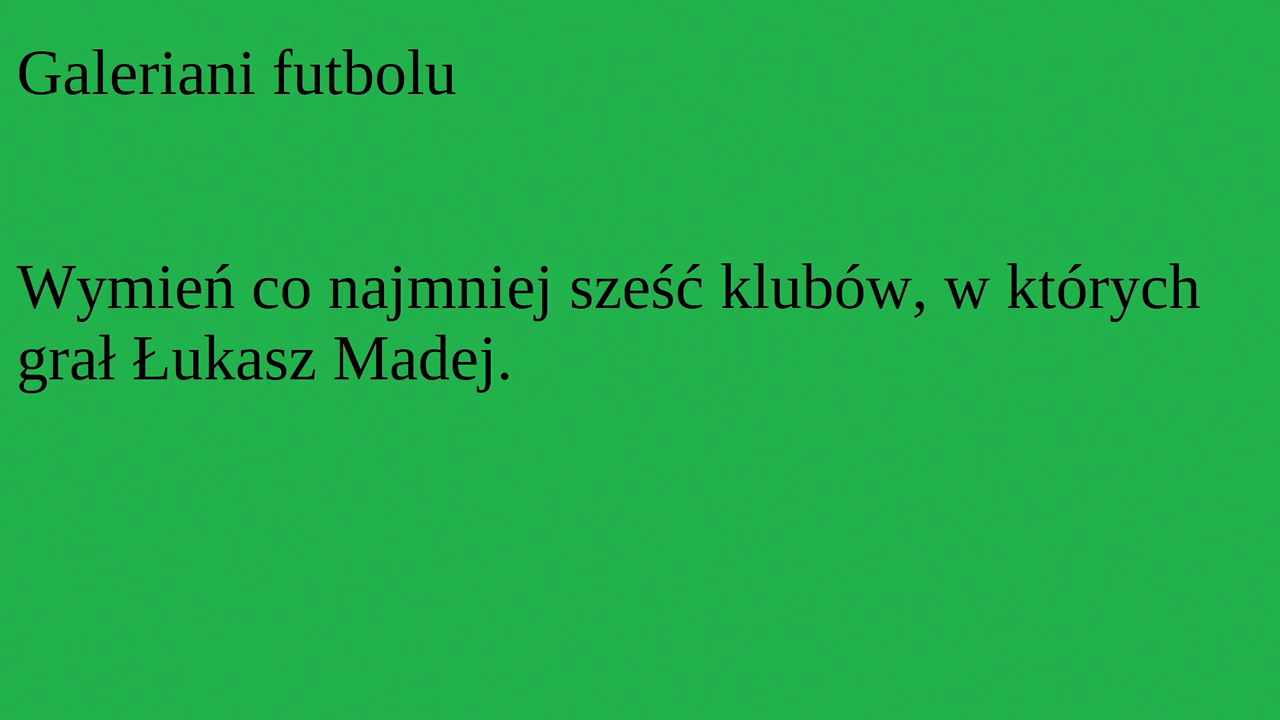 Galeriani futbolu
Wymień co najmniej sześć klubów, w których
grał Łukasz Madej.